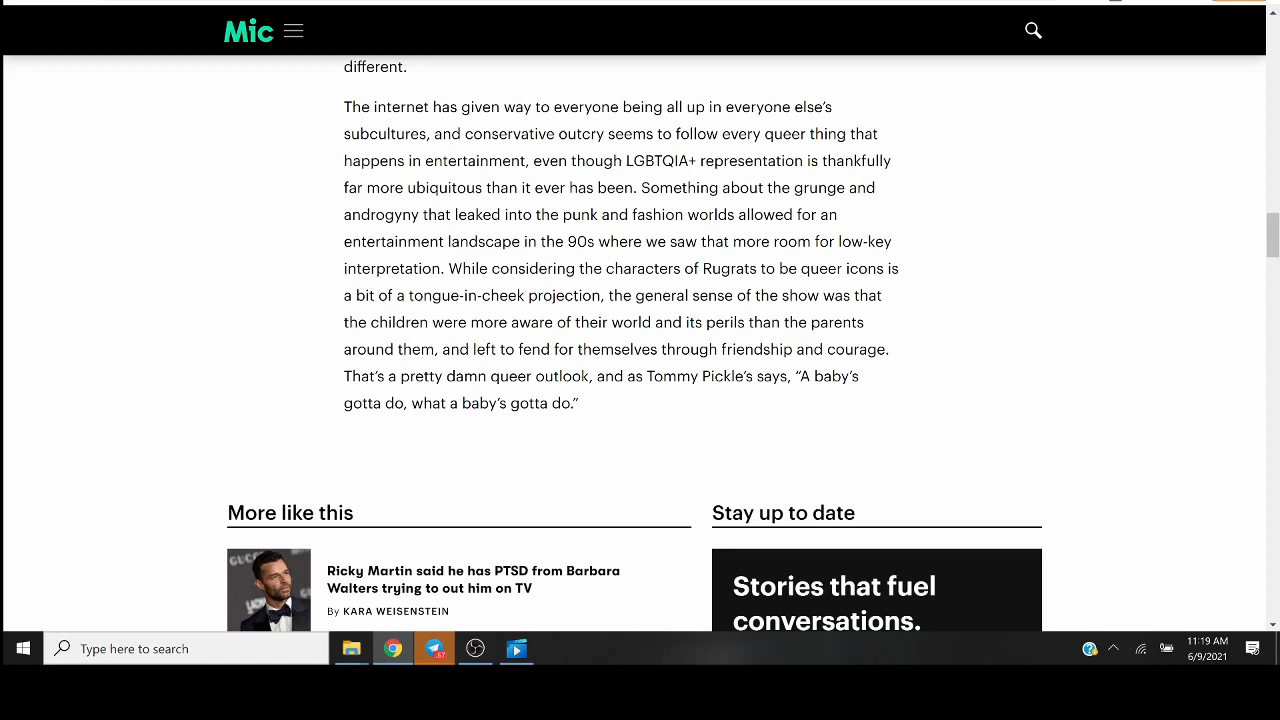 Mic
different.
The internet has given way to everyone being all up in everyone else's
subcultures, and conservative outcry seems to follow every queer thing that
happens in entertainment, even though LGBTQIA+ representation is thankfully
far more ubiquitous than it ever has been. Something about the grunge and
androgyny that leaked into the punk and fashion worlds allowed for an
entertainment landscape in the 90s where we saw that more room for low-key
interpretation. While considering the characters of Rugrats to be queer icons is
a bit of a tongue-in-cheek projection, the general sense of the show was that
the children were more aware of their world and its perils than the parents
around them, and left to fend for themselves through friendship and courage.
That's a pretty damn queer outlook, and as Tommy Pickle's says, “A baby's
gotta do, what a baby's gotta do.”
More like this
Ricky Martin said he has PTSD from Barbara
Walters trying to out him on TV
By KARA WEISENSTEIN
Stay up to date
Stories that fuel
conversations.
Type here to search
11:19 AM
6/9/2021